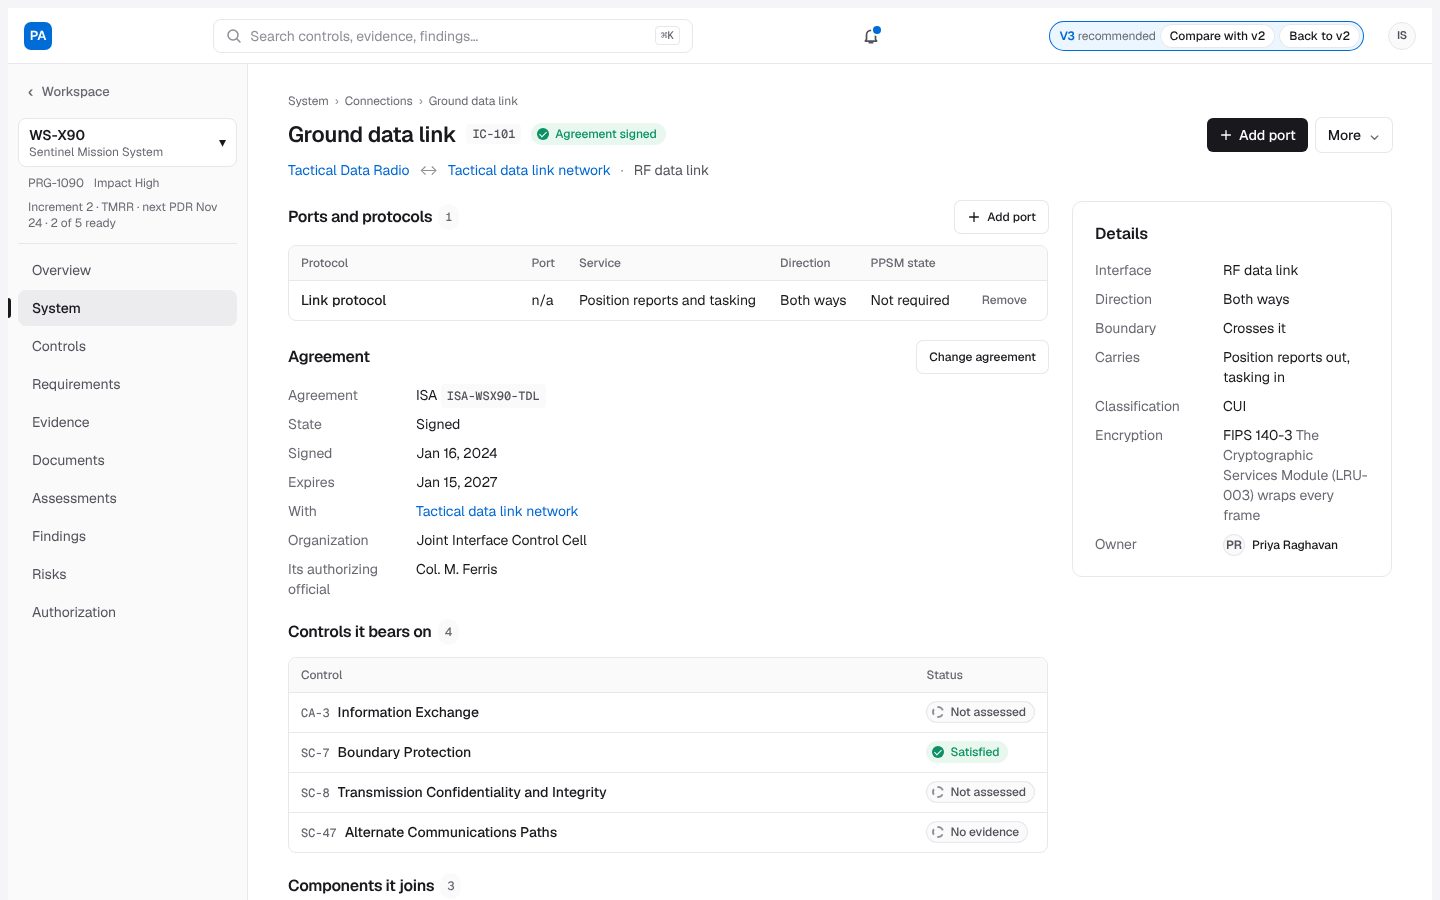 PA
Search controls, evidence, findings...
⌘K
V3 recommended
Compare with v2
Back to v2
IS
‹ Workspace
WS-X90
Sentinel Mission System
PRG-1090 Impact High
Increment 2 · TMRR · next PDR Nov
24 · 2 of 5 ready
Overview
System
Controls
Requirements
Evidence
Documents
Assessments
Findings
Risks
Authorization
System › Connections › Ground data link
Ground data link IC-101 Agreement signed
+ Add port
More
Tactical Data Radio ↔ Tactical data link network · RF data link
Ports and protocols 1
+ Add port
Protocol Port Service Direction PPSM state
Link protocol n/a Position reports and tasking Both ways Not required Remove
Agreement
Change agreement
Agreement ISA ISA-WSX90-TDL
State Signed
Signed Jan 16, 2024
Expires Jan 15, 2027
With Tactical data link network
Organization Joint Interface Control Cell
Its authorizing
official
Col. M. Ferris
Controls it bears on 4
Control Status
CA-3 Information Exchange Not assessed
SC-7 Boundary Protection Satisfied
SC-8 Transmission Confidentiality and Integrity Not assessed
SC-47 Alternate Communications Paths No evidence
Components it joins 3
Details
Interface RF data link
Direction Both ways
Boundary Crosses it
Carries Position reports out,
tasking in
Classification CUI
Encryption FIPS 140-3 The
Cryptographic
Services Module (LRU-
003) wraps every
frame
Owner PR Priya Raghavan